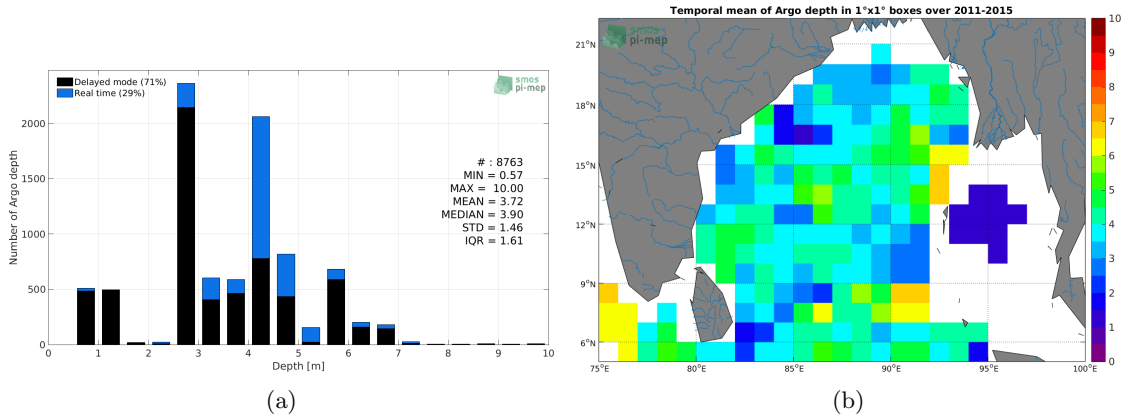 Temporal mean of Argo depth in 1°x1° boxes over 2011-2015
Delayed mode (71%)
Real time (29%)
smos
pi-mep
# : 8763
MIN = 0.57
MAX = 10.00
MEAN = 3.72
MEDIAN = 3.90
STD = 1.46
IQR = 1.61
Number of Argo depth
2000
1500
1000
500
0
0 1 2 3 4 5 6 7 8 9 10
Depth [m]
(a)
smos
pi-mep
21°N
18°N
15°N
12°N
9°N
6°N
75°E 80°E 85°E 90°E 95°E 100°E
10
9
8
7
6
5
4
3
2
1
0
(b)